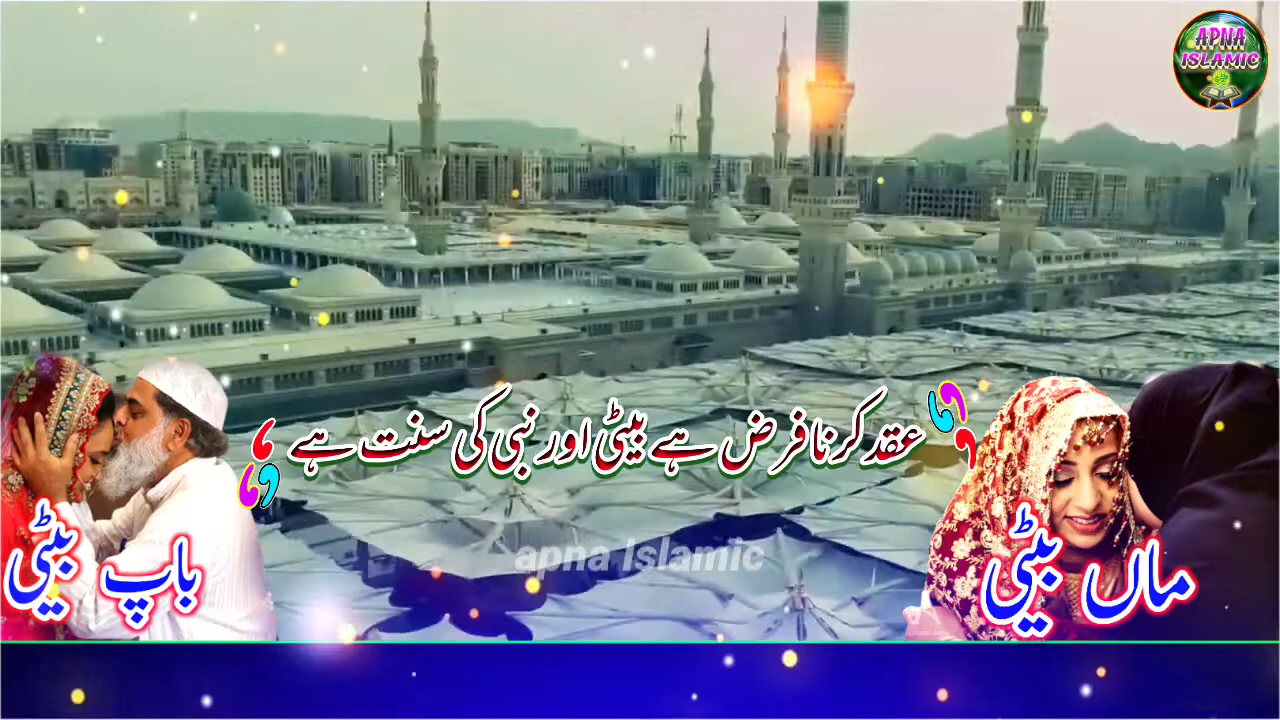 APNA
ISLAMIC
عقد کرنا فرض ہے بیٹی اور نبی کی سنت ہے
باپ بیٹی
ماں بیٹی
apna Islamic